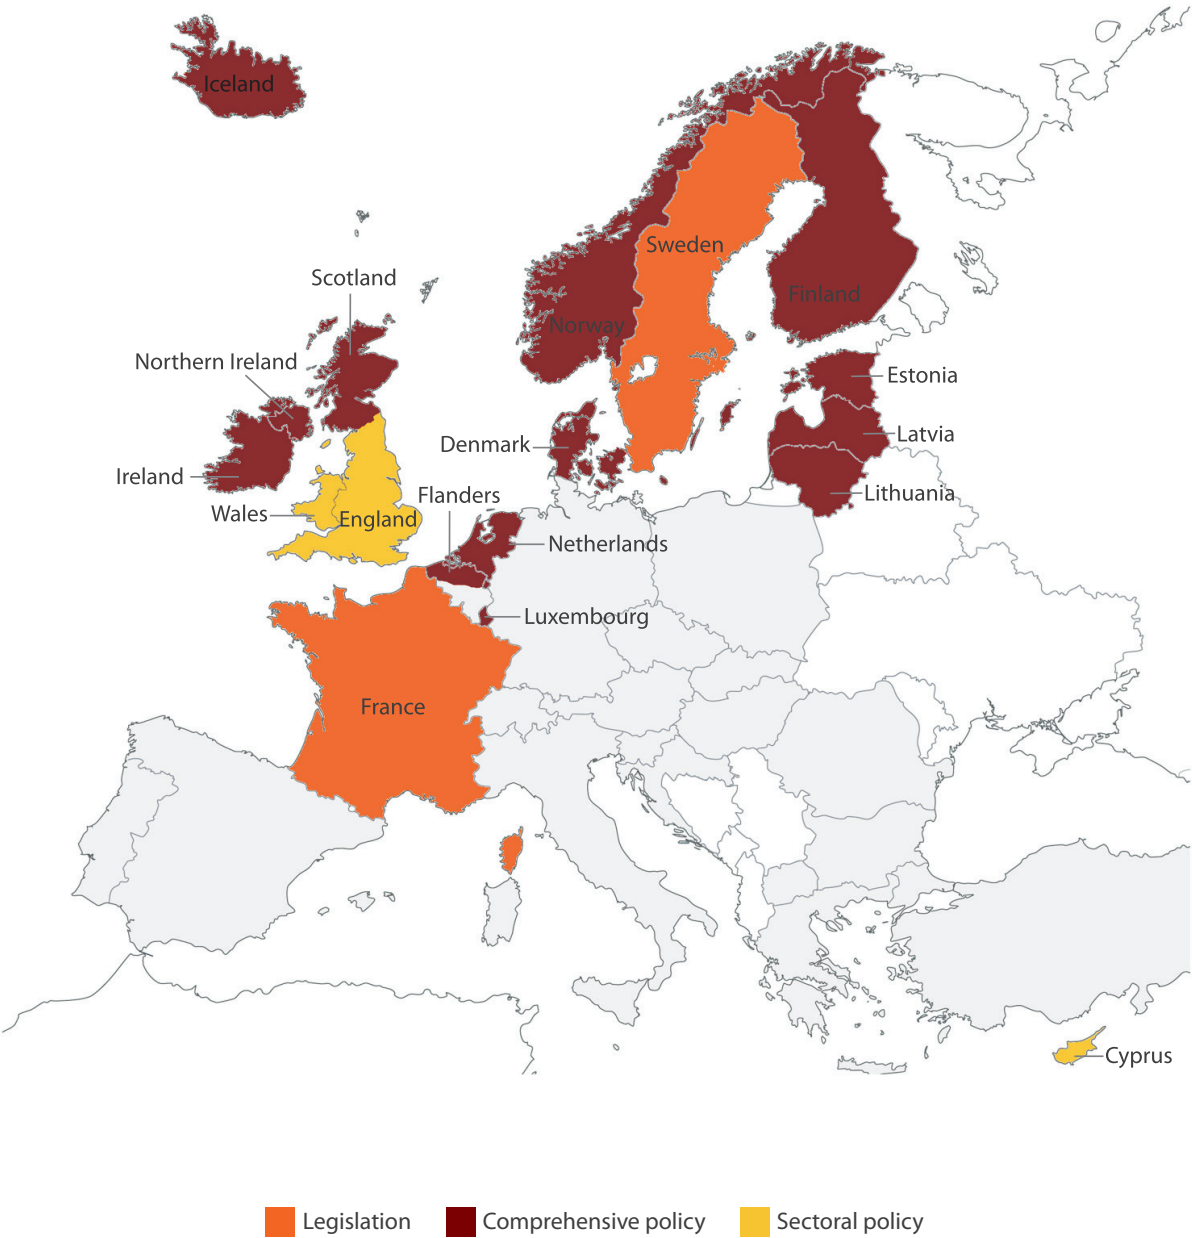 Iceland
Sweden
Scotland
Finland
Norway
Northern Ireland
Estonia
Latvia
Denmark
Ireland
Flanders
Lithuania
Wales
England
Netherlands
Luxembourg
France
Cyprus
Legislation
Comprehensive policy
Sectoral policy